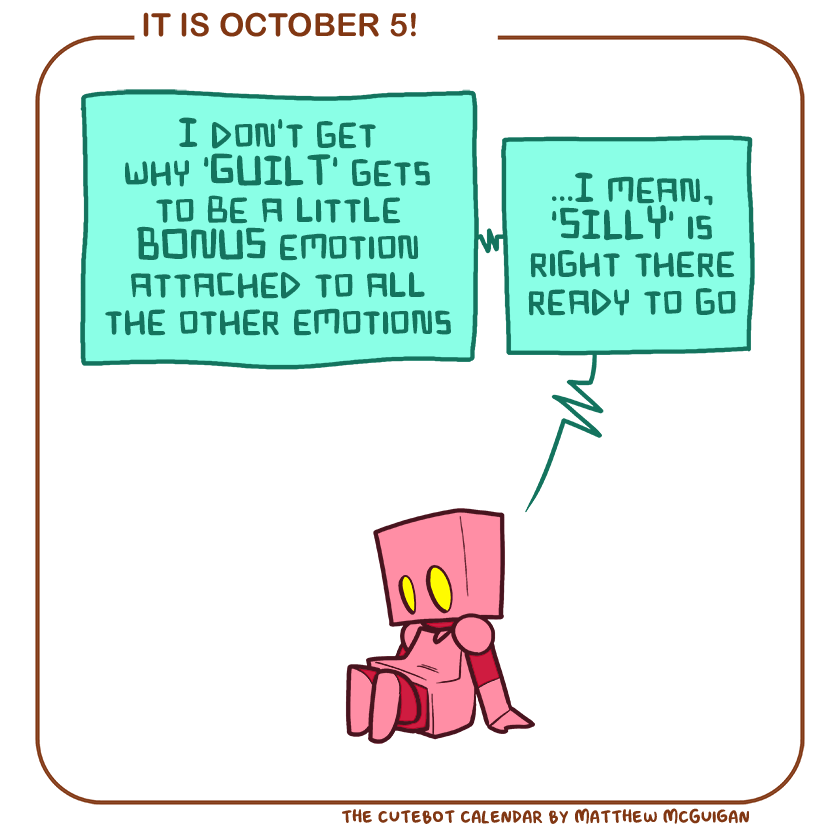 IT IS OCTOBER 5!
I DON'T GET
WHY 'GUILT' GETS
TO BE A LITTLE
BONUS EMOTION
ATTACHED TO ALL
THE OTHER EMOTIONS
...I MEAN,
'SILLY' IS
RIGHT THERE
READY TO GO
THE CUTEBOT CALENDAR BY MATTHEW MCGUIGAN